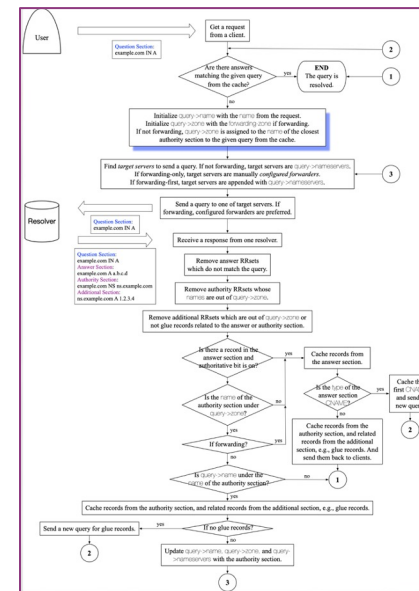 User
Get a request
from a client.
Question Section:
example.com IN A
2
Are there answers
matching the given query
from the cache?
yes
END
The query is
resolved.
1
no
Initialize query->name with the name from the request.
Initialize query->zone with the forwarding zone if forwarding.
If not forwarding, query->zone is assigned to the name of the closest
authority section to the given query from the cache.
Find target servers to send a query. If not forwarding, target servers are query->nameservers.
If forwarding-only, target servers are manually configured forwarders.
If forwarding-first, target servers are appended with query->nameservers.
3
Send a query to one of target servers. If
forwarding, configured forwarders are preferred.
Resolver
Question Section:
example.com IN A
Receive a response from one resolver.
Question Section:
example.com IN A
Answer Section:
example.com A a.b.c.d
Authority Section:
example.com NS ns.example.com
Additional Section:
ns.example.com A 1.2.3.4
Remove answer RRsets
which do not match the query.
Remove authority RRsets whose
names are out of query->zone.
Remove additional RRsets which are out of query->zone or
not glue records related to the answer or authority section.
Is there a record in the
answer section and
authoritative bit is on?
yes
Cache records from
the answer section.
no
Is the name of the
authority section under
query->zone?
no
Is the type of the
answer section
CNAME?
yes
Cache the
first CNAME
and send
new query
2
no
yes
If forwarding?
yes
Cache records from the
authority section, and related
records from the additional
section, e.g., glue records. And
send them back to clients.
no
Is query->name under the
name of the authority section?
no
1
yes
Cache records from the authority section, and related records from the additional section, e.g., glue records.
Send a new query for glue records.
yes
If no glue records?
2
no
Update query->name, query->zone, and query-
>nameservers with the authority section.
3